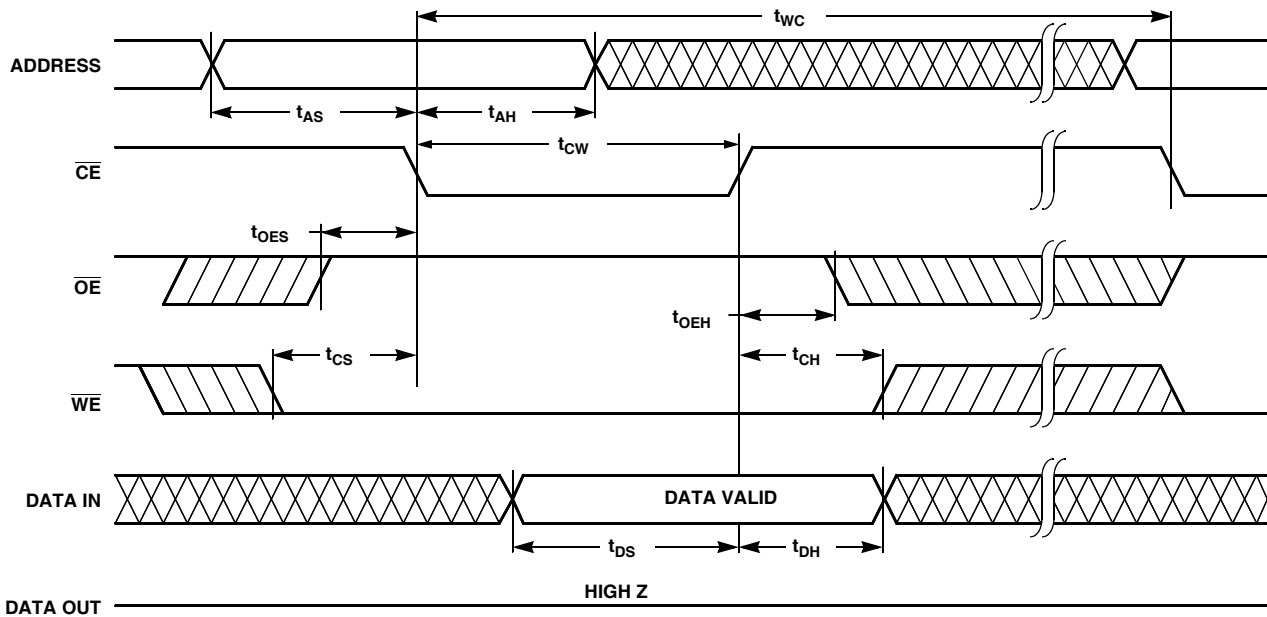 tWC
ADDRESS
tAS
tAH
tCW
CE
tOES
OE
tOEH
tCS
tCH
WE
DATA IN
DATA VALID
tDS
tDH
HIGH Z
DATA OUT